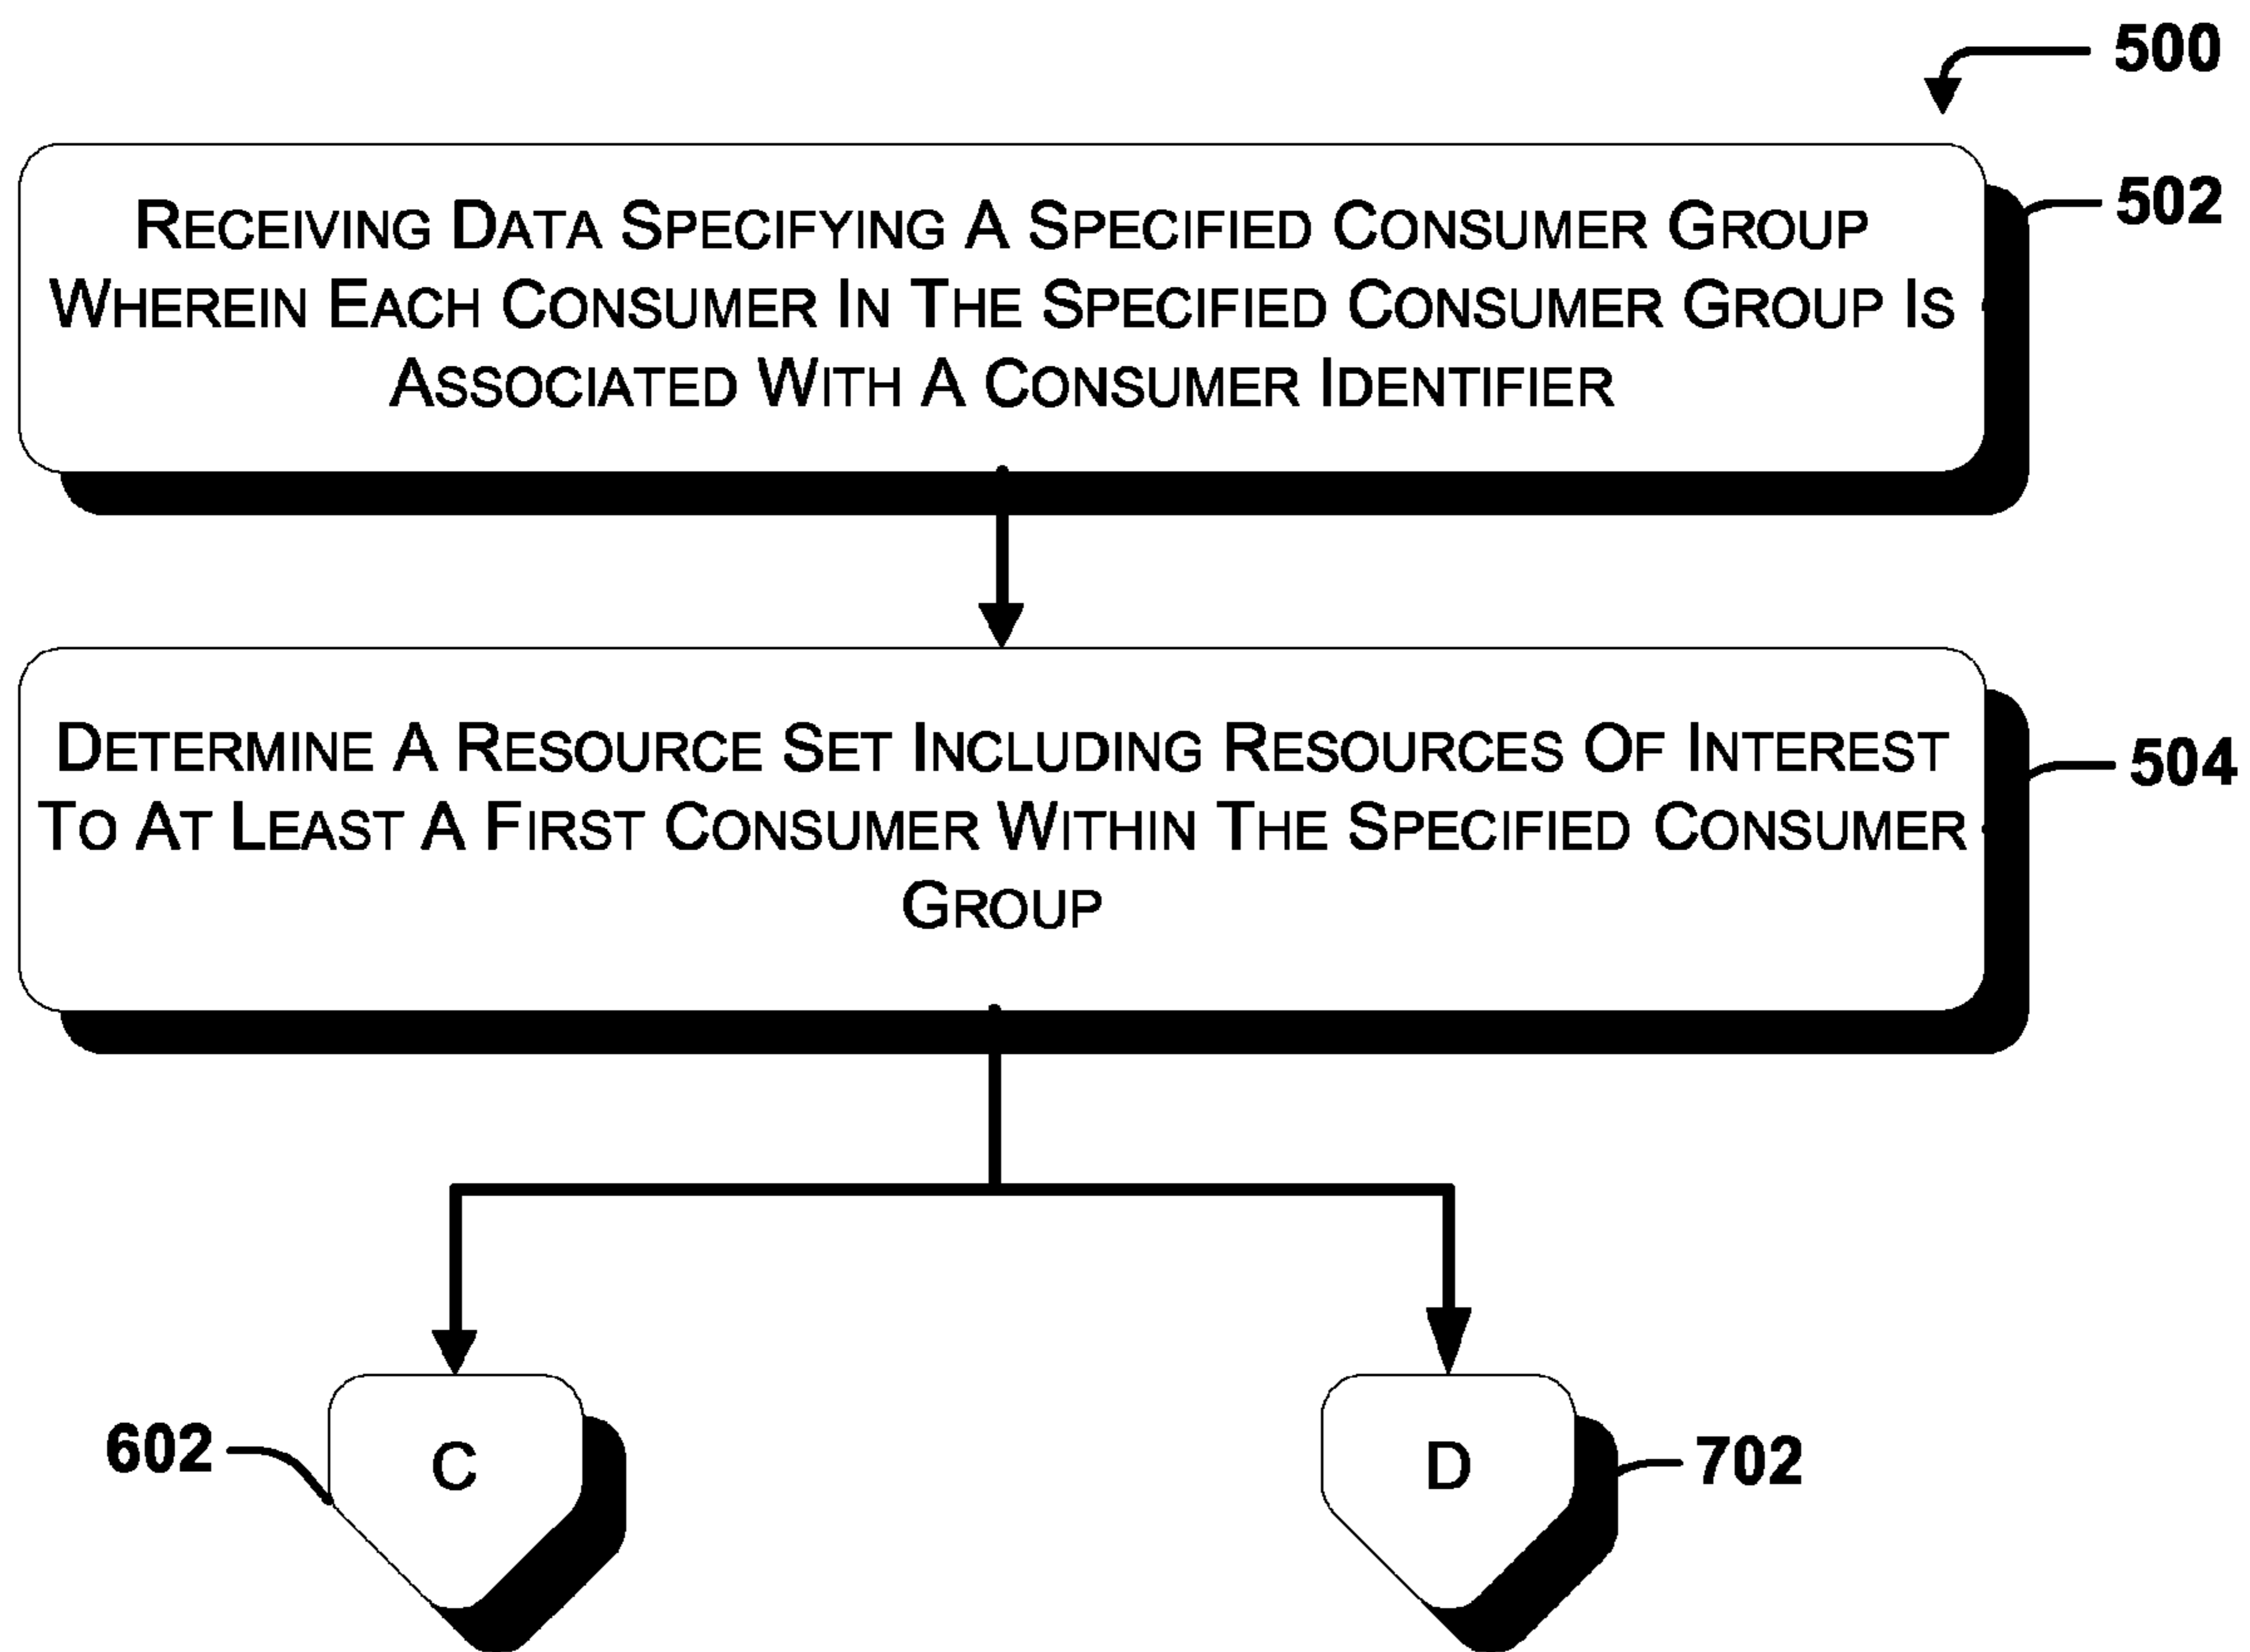 500
RECEIVING DATA SPECIFYING A SPECIFIED CONSUMER GROUP
502
WHEREIN EACH CONSUMER IN THE SPECIFIED CONSUMER GROUP IS
ASSOCIATED WITH A CONSUMER IDENTIFIER
DETERMINE A RESOURCE SET INCLUDING RESOURCES OF INTEREST
504
TO AT LEAST A FIRST CONSUMER WITHIN THE SPECIFIED CONSUMER
GROUP
602
C
D
702